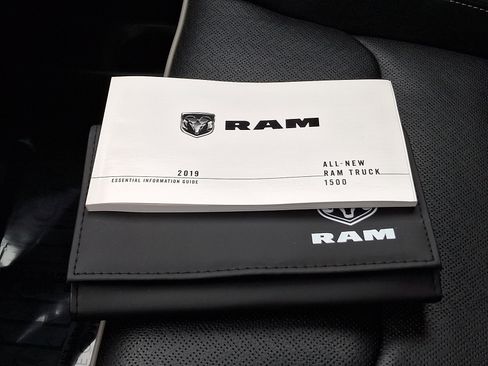 RAM
2019
ESSENTIAL INFORMATION GUIDE
ALL-NEW
RAM TRUCK
1500
RAM